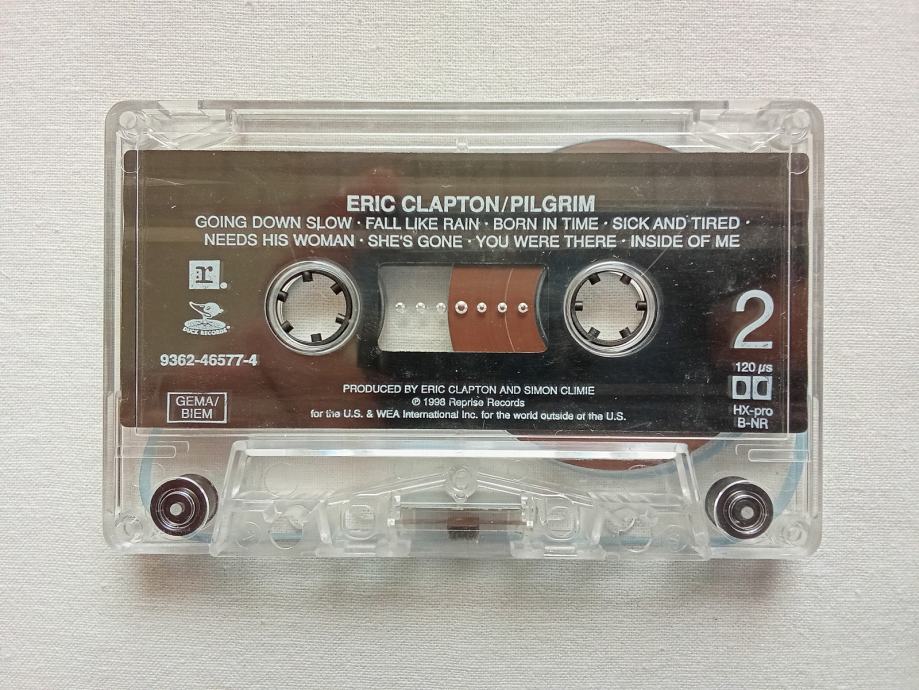 ERIC CLAPTON/PILGRIM
GOING DOWN SLOW · FALL LIKE RAIN · BORN IN TIME · SICK AND TIRED ·
NEEDS HIS WOMAN · SHE'S GONE · YOU WERE THERE · INSIDE OF ME
r.
DUCK RECORDS
9362-46577-4
GEMA/
BIEM
2
120 µs
HX-pro
B-NR
PRODUCED BY ERIC CLAPTON AND SIMON CLIMIE
℗ 1998 Reprise Records
for the U.S. & WEA International Inc. for the world outside of the U.S.